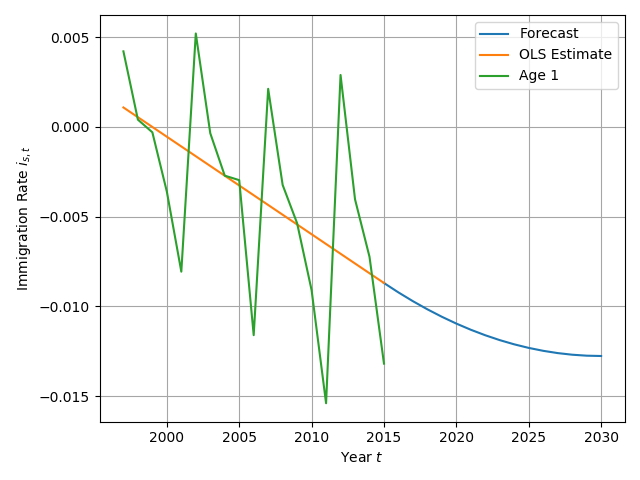 0.005
0.000
−0.005
−0.010
−0.015
Immigration Rate i_{s,t}
Forecast
OLS Estimate
Age 1
2000 2005 2010 2015 2020 2025 2030
Year t